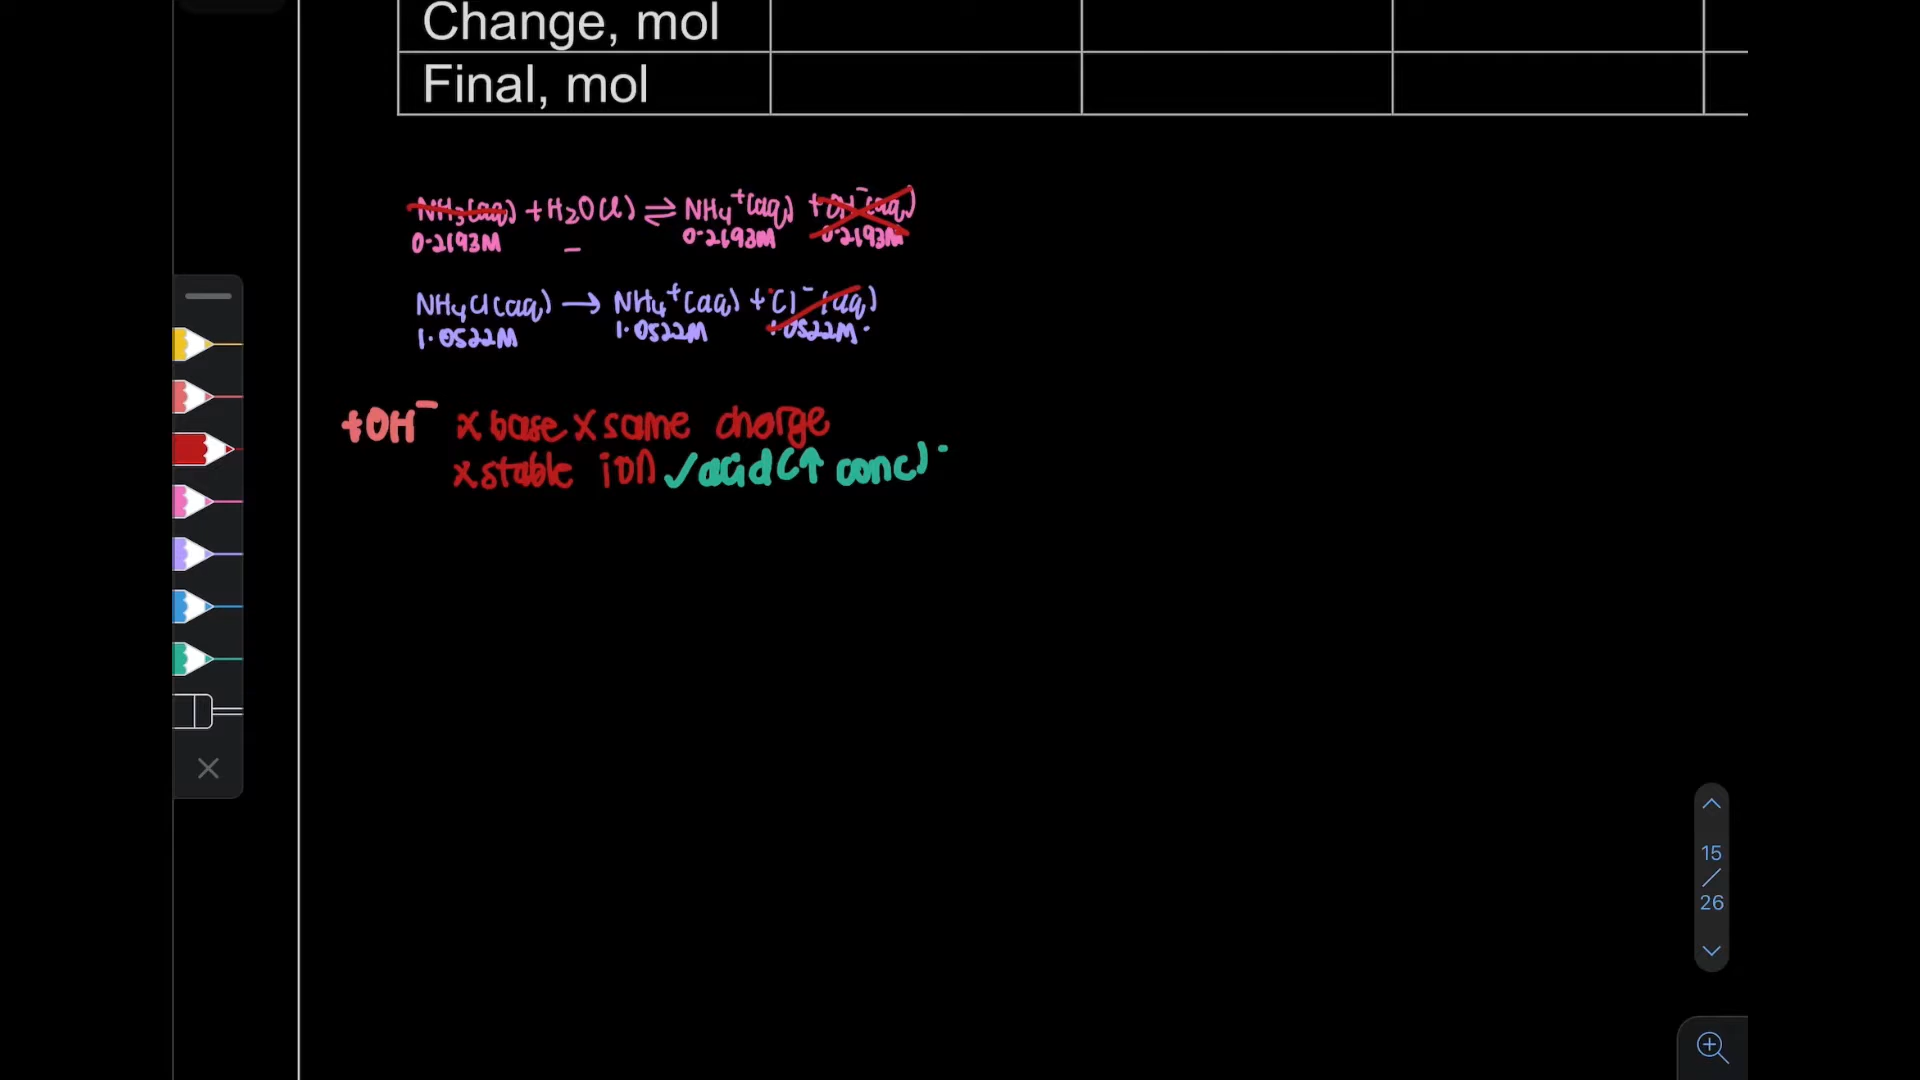 Change, mol
Final, mol
NH₃(aq) + H₂O(l) ⇌ NH₄⁺(aq) + OH⁻(aq)
0.2193M – 0.2193M 0.2193M
NH₄Cl(aq) → NH₄⁺(aq) + Cl⁻(aq)
1.0522M 1.0522M 1.0522M.
+OH⁻ x base x same charge
x stable ion ✓acid(↑ conc)
15
/
26